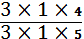 3 × 1 × 4
3 × 1 × 5